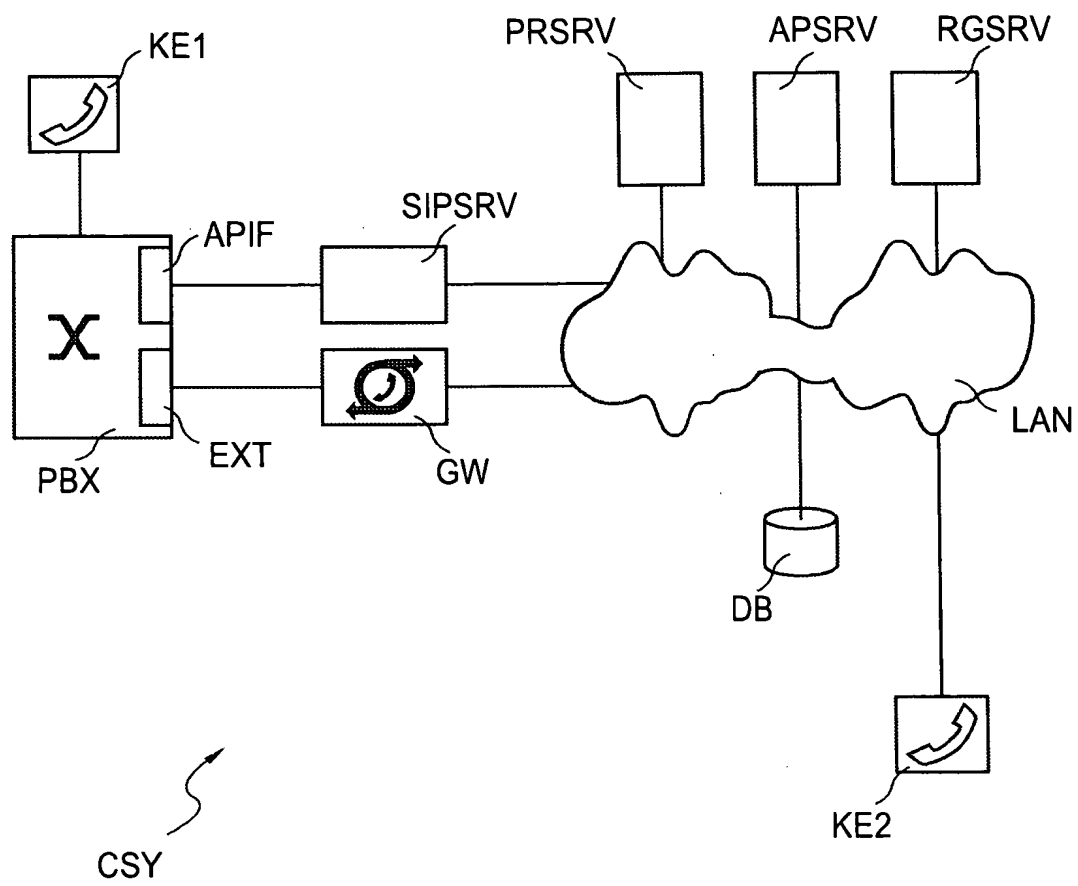 KE1
PRSRV
APSRV
RGSRV
SIPSRV
APIF
LAN
PBX
EXT
GW
DB
KE2
CSY